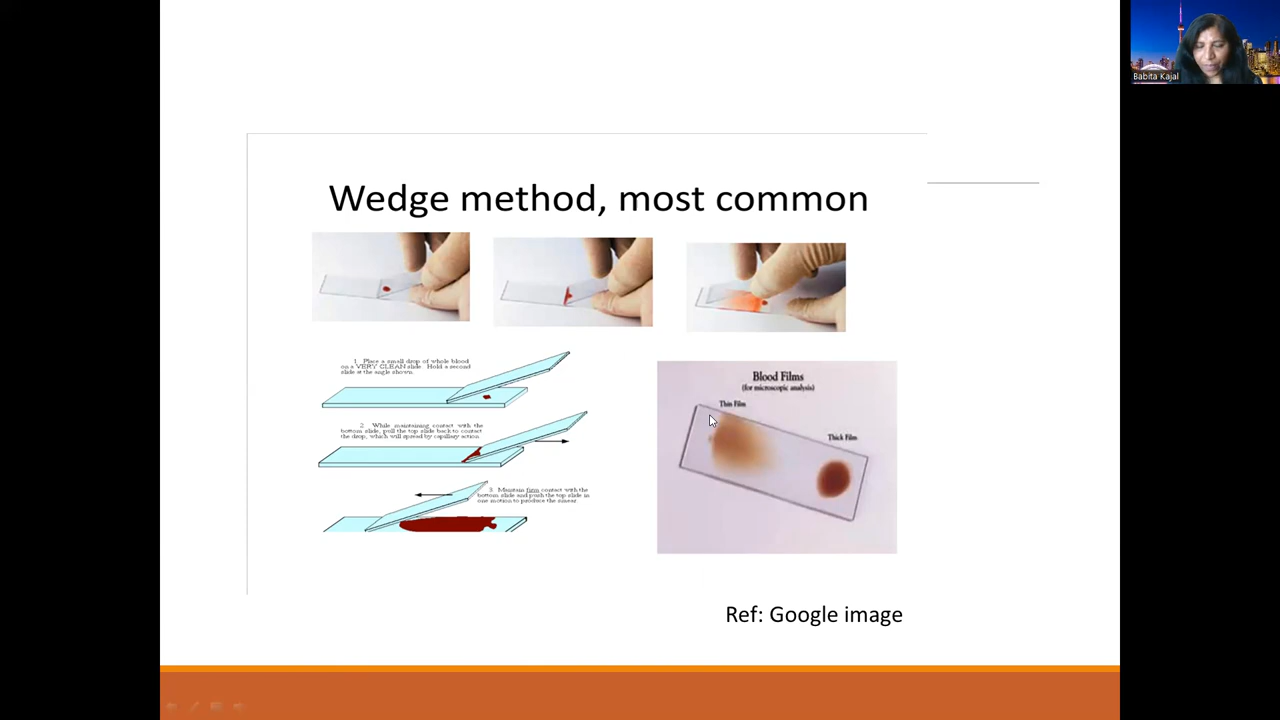 Babita Kajal
Wedge method, most common
1. Place a small drop of whole blood
on a VERY CLEAN slide. Hold a second
slide at the angle shown.
2. While maintaining contact with the
bottom slide, pull the top slide back to contact
the drop, which will spread by capillary action.
3. Maintain firm contact with the
bottom slide and push the top slide in
one motion to produce the smear.
Blood Films
(for microscopic analysis)
Thin Film
Thick Film
Ref: Google image